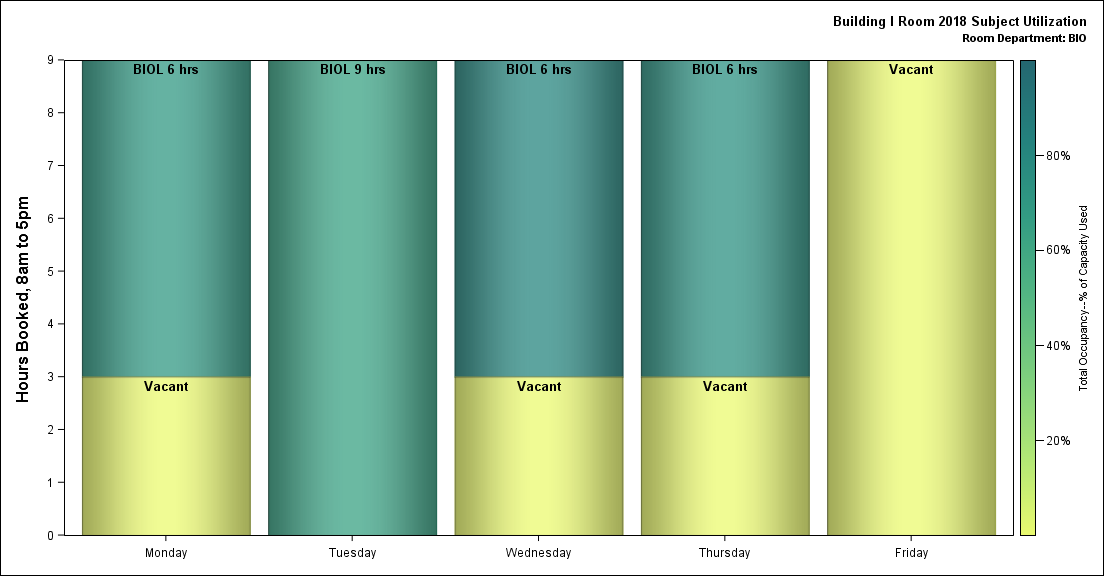 Building I Room 2018 Subject Utilization
Room Department: BIO
Hours Booked, 8am to 5pm
9
8
7
6
5
4
3
2
1
0
BIOL 6 hrs
BIOL 9 hrs
BIOL 6 hrs
BIOL 6 hrs
Vacant
Vacant
Vacant
Vacant
Monday
Tuesday
Wednesday
Thursday
Friday
80%
60%
40%
20%
Total Occupancy--% of Capacity Used